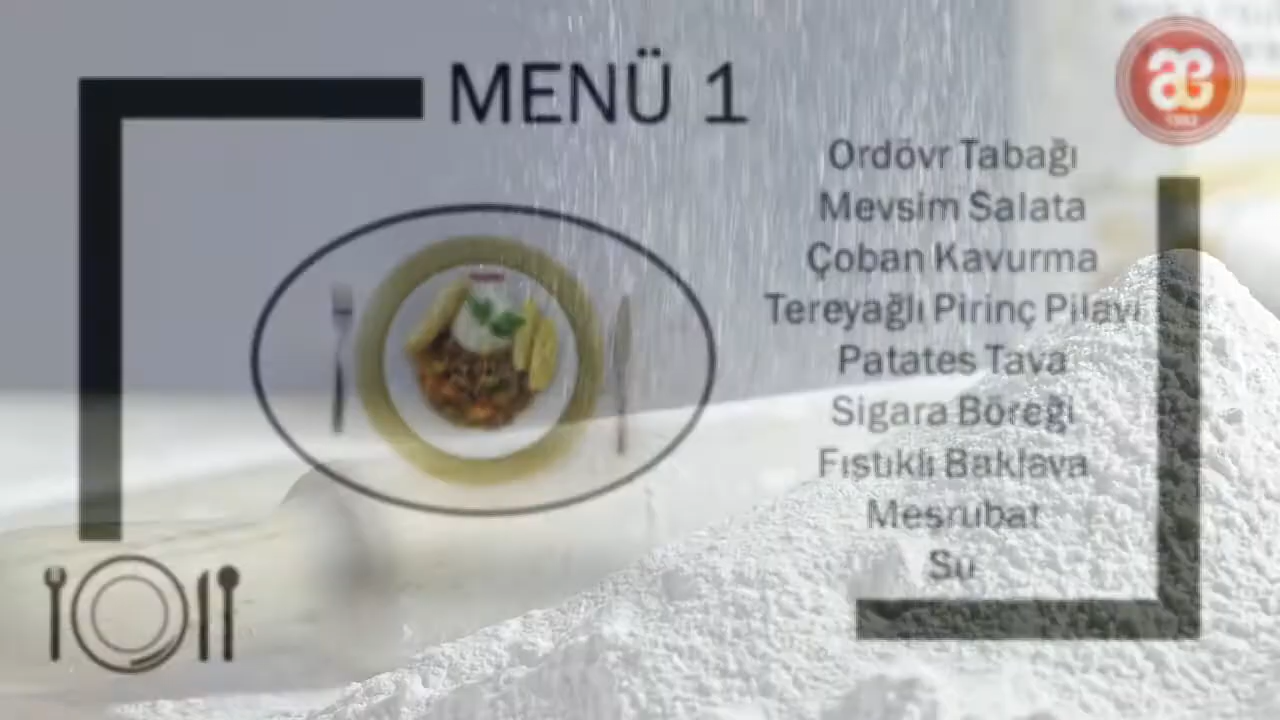 MENÜ 1
Ordövr Tabağı
Mevsim Salata
Çoban Kavurma
Tereyağlı Pirinç Pilavı
Patates Tava
Sigara Böreği
Fıstıklı Baklava
Meşrubat
Su